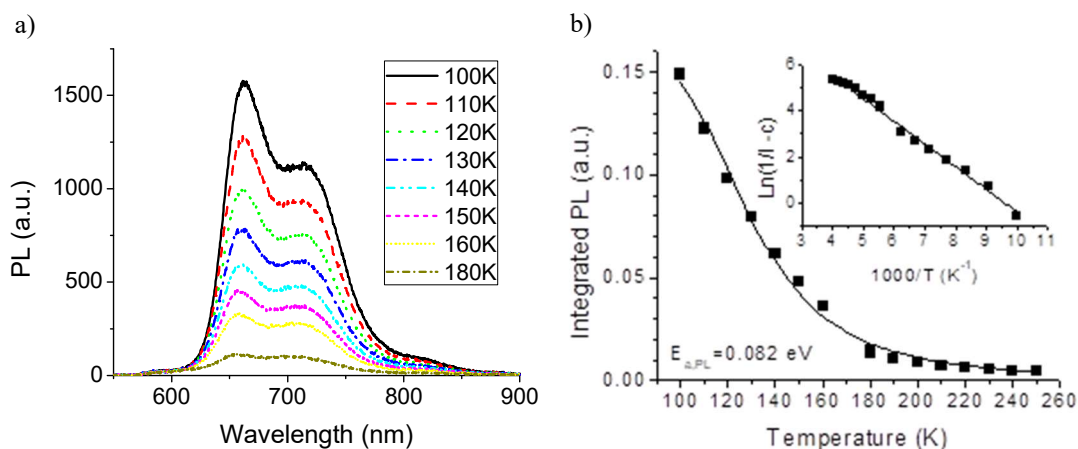 a)
PL (a.u.)
1500
1000
500
0
600
700
800
900
Wavelength (nm)
100K
110K
120K
130K
140K
150K
160K
180K
b)
Integrated PL (a.u.)
0.15
0.10
0.05
0.00
100 120 140 160 180 200 220 240 260
Temperature (K)
E a,PL =0.082 eV
Ln(1/I -c)
6
4
2
0
3 4 5 6 7 8 9 10 11
1000/T (K⁻¹)